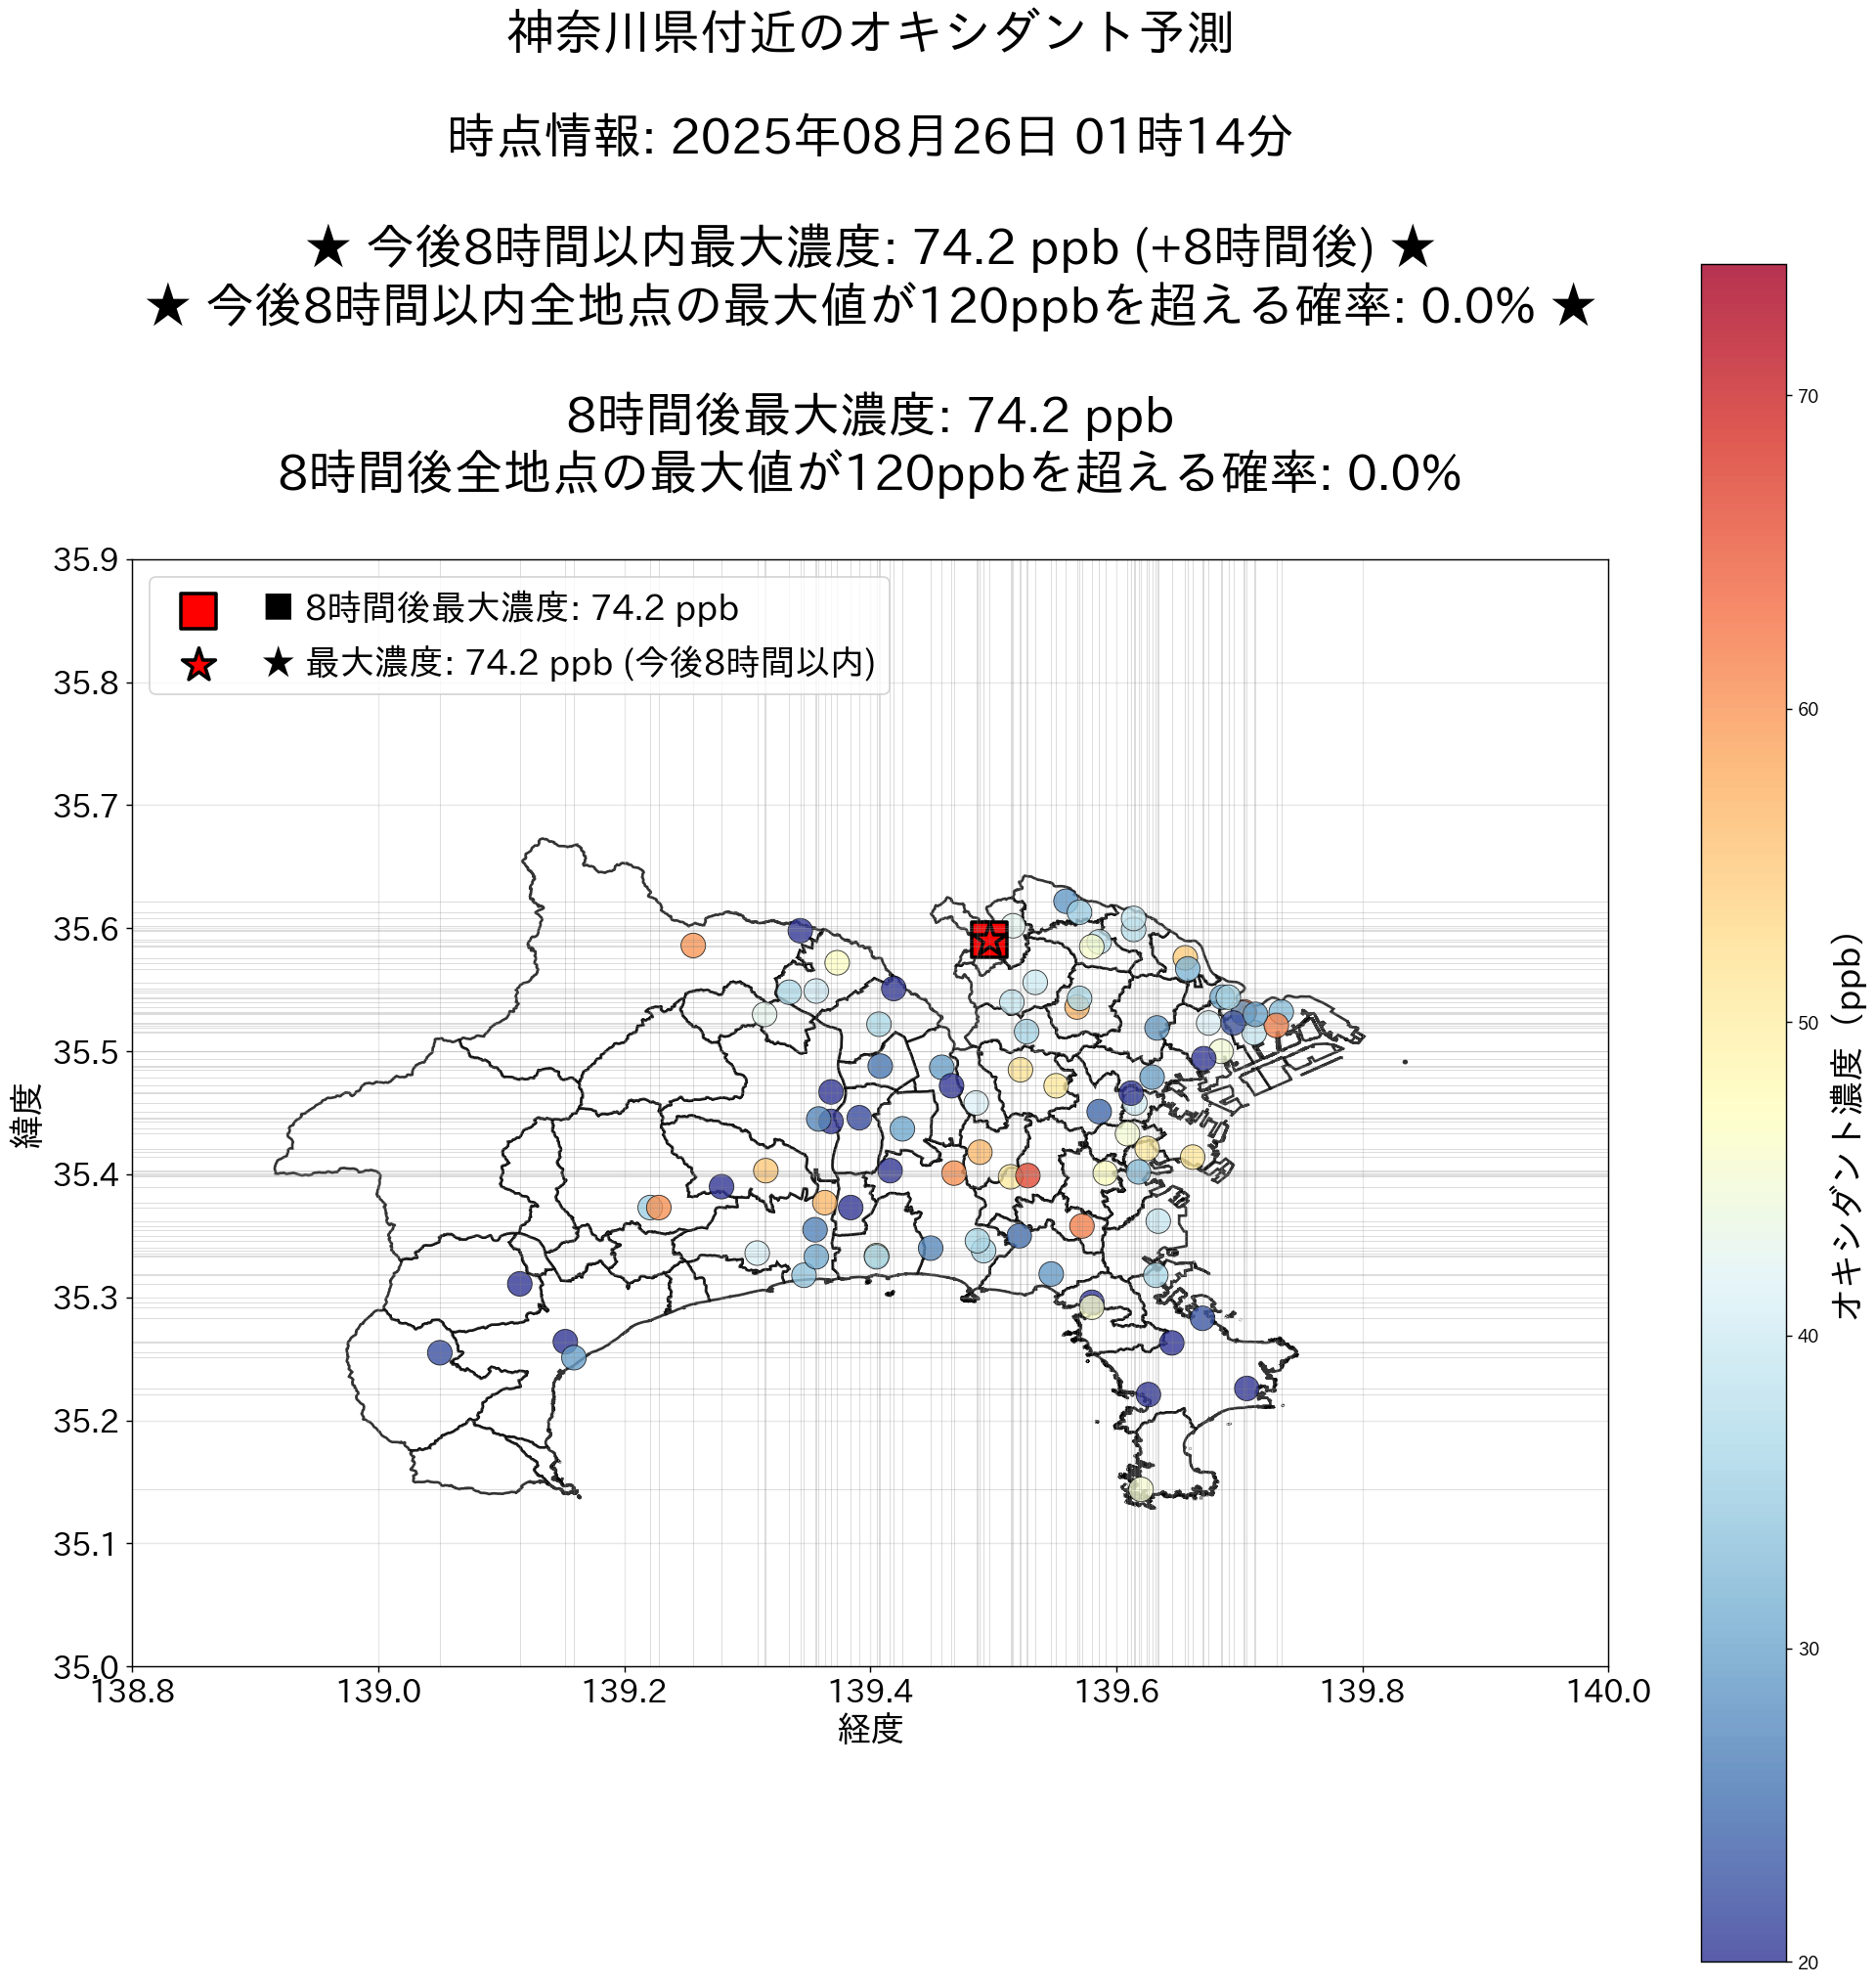 神奈川県付近のオキシダント予測
時点情報: 2025年08月26日 01時14分
★ 今後8時間以内最大濃度: 74.2 ppb (+8時間後) ★
★ 今後8時間以内全地点の最大値が120ppbを超える確率: 0.0% ★
8時間後最大濃度: 74.2 ppb
8時間後全地点の最大値が120ppbを超える確率: 0.0%
■ 8時間後最大濃度: 74.2 ppb
★ 最大濃度: 74.2 ppb (今後8時間以内)
35.9
35.8
35.7
35.6
35.5
35.4
35.3
35.2
35.1
35.0
緯度
138.8
139.0
139.2
139.4
139.6
139.8
140.0
経度
70
60
50
40
30
20
オキシダント濃度（ppb）